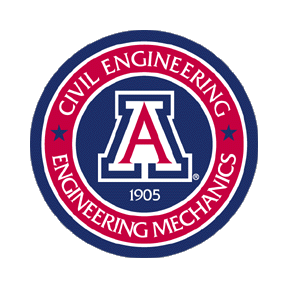 CIVIL ENGINEERING
A
®
1905
ENGINEERING MECHANICS